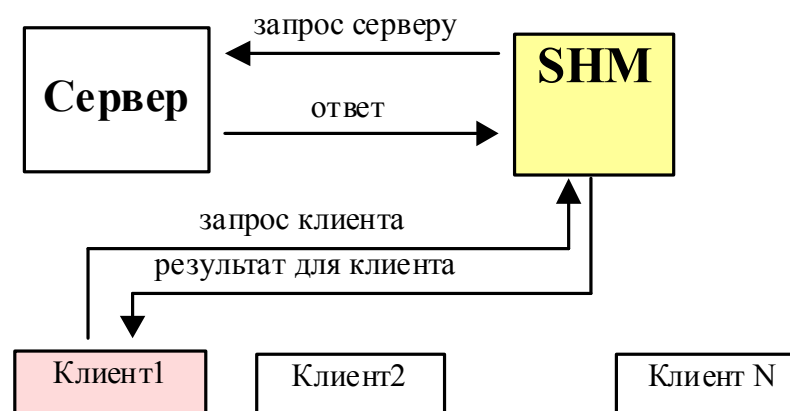 запрос серверу
Сервер
SHM
ответ
запрос клиента
результат для клиента
Клиент1
Клиент2
Клиент N